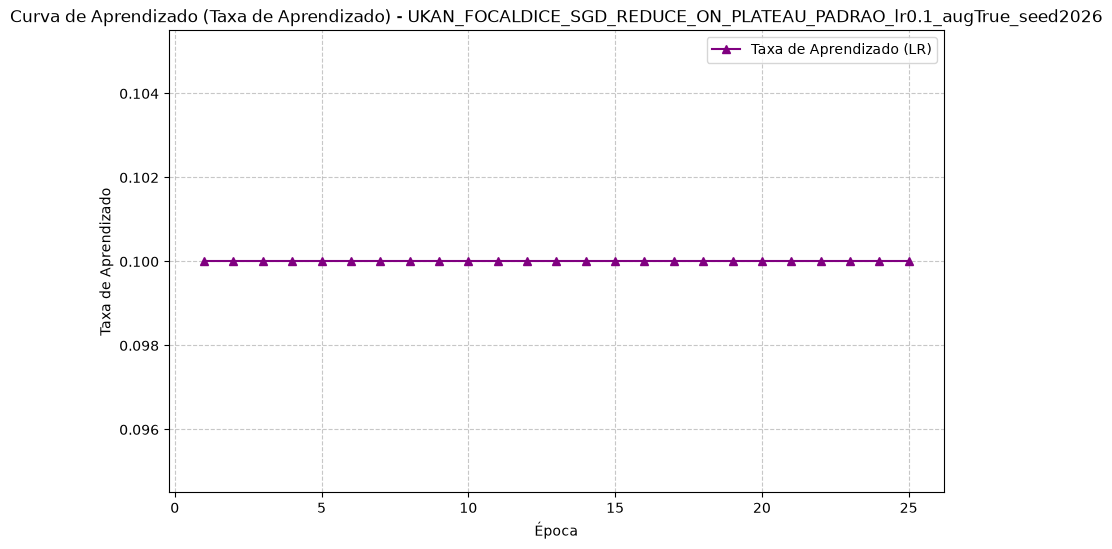 Curva de Aprendizado (Taxa de Aprendizado) - UKAN_FOCALDICE_SGD_REDUCE_ON_PLATEAU_PADRAO_lr0.1_augTrue_seed2026
Taxa de Aprendizado (LR)
0.104
0.102
0.100
0.098
0.096
Taxa de Aprendizado
0
5
10
15
20
25
Época